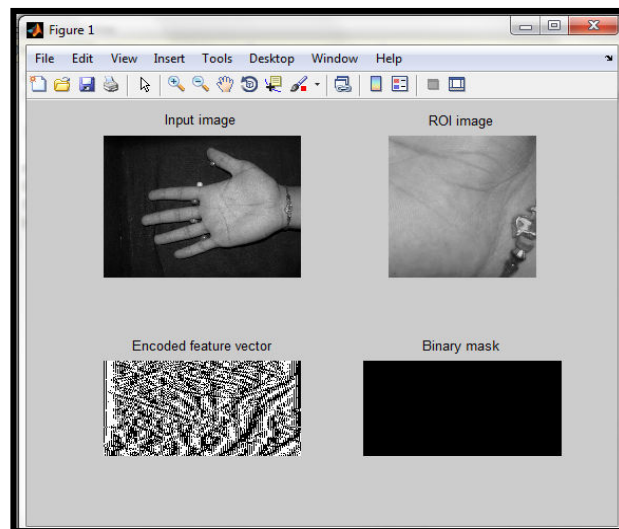 Figure 1
File Edit View Insert Tools Desktop Window Help
Input image ROI image
Encoded feature vector Binary mask